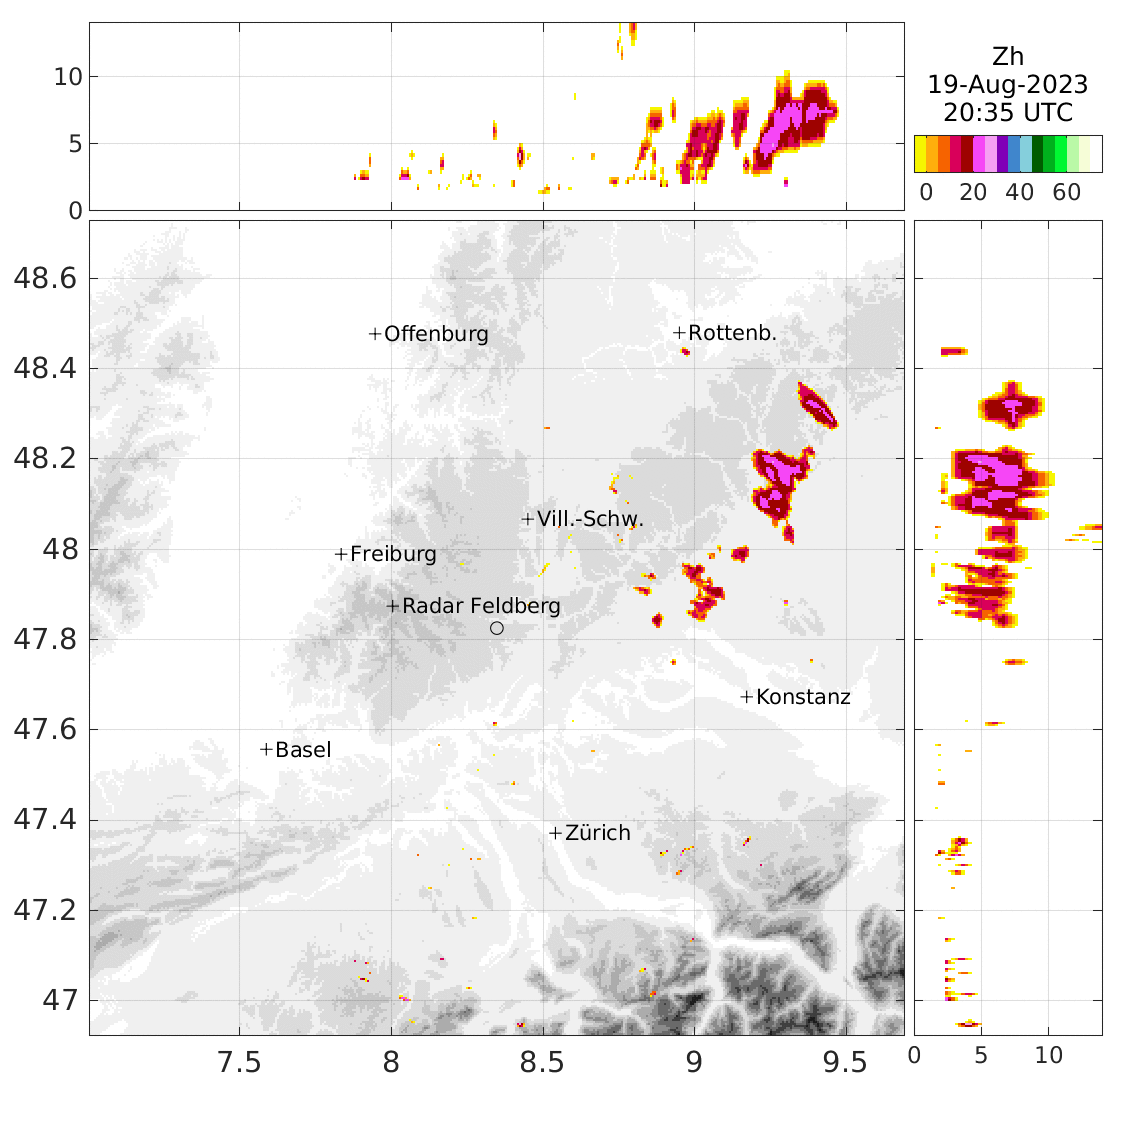 10
5
0
Zh
19-Aug-2023
20:35 UTC
0 20 40 60
48.6
48.4
48.2
48
47.8
47.6
47.4
47.2
47
Offenburg
Rottenb.
Vill.-Schw.
Freiburg
Radar Feldberg
Konstanz
Basel
Zürich
7.5 8 8.5 9 9.5
0 5 10